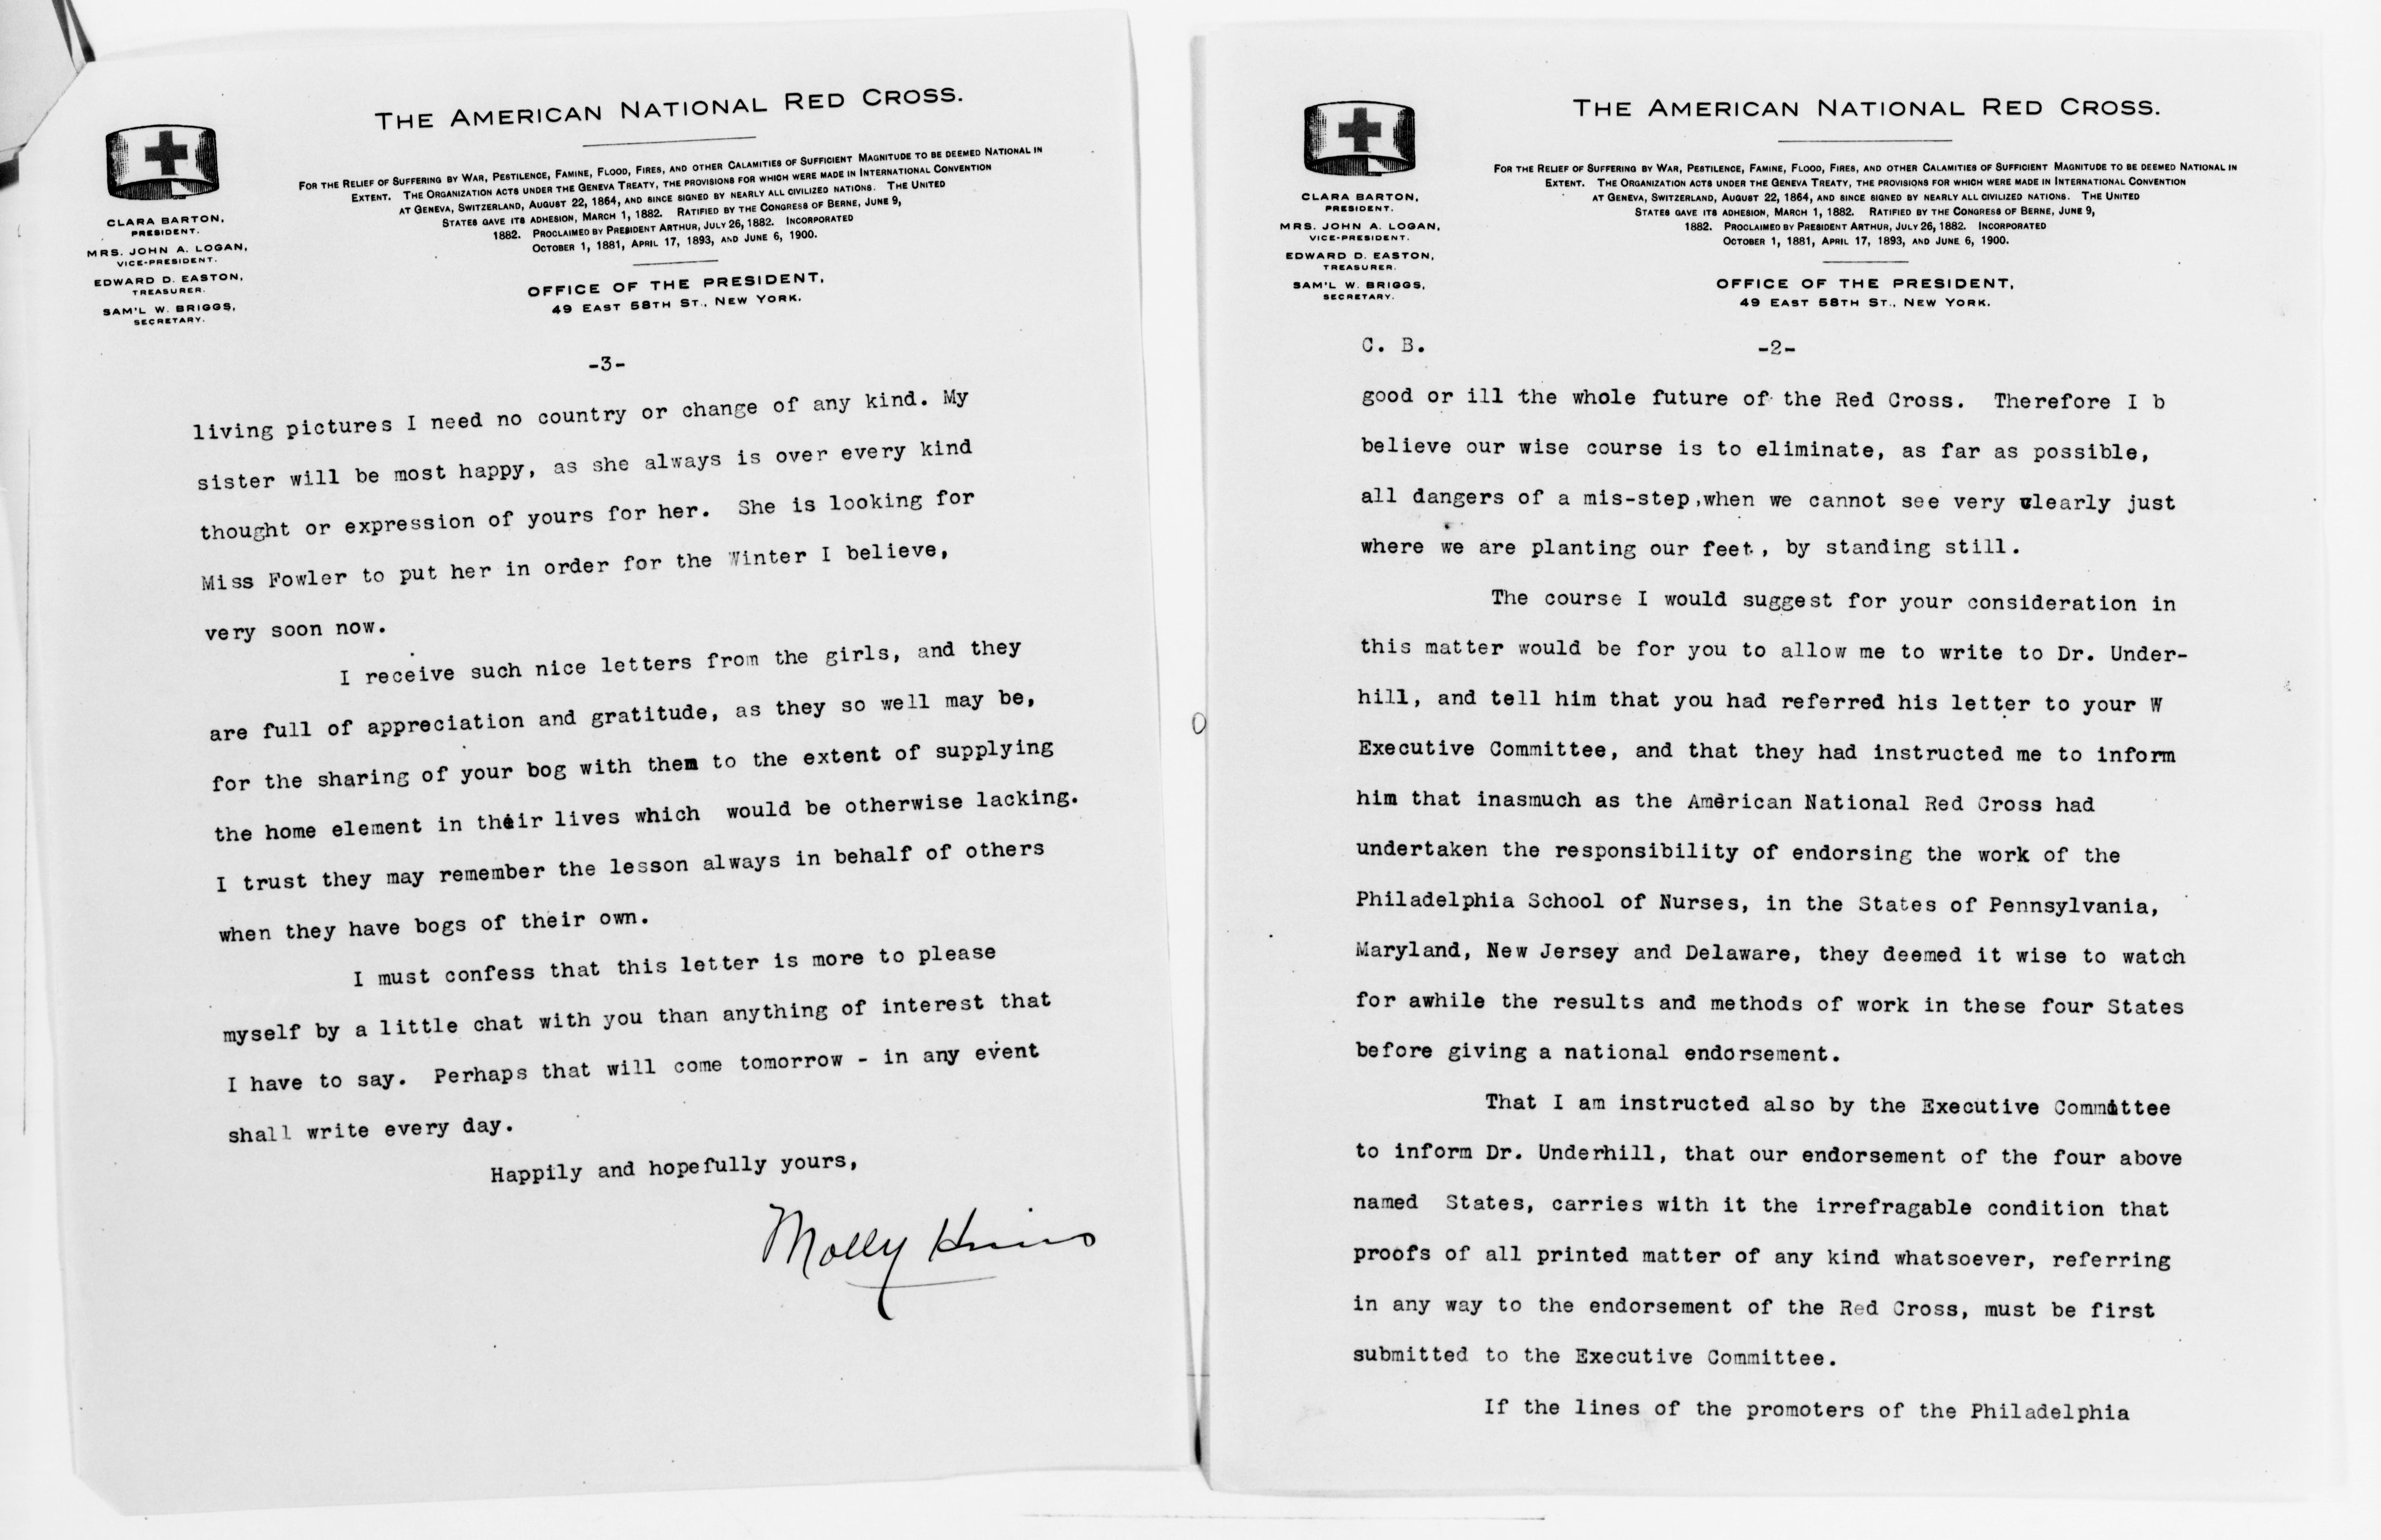 THE AMERICAN NATIONAL RED CROSS.
FOR THE RELIEF OF SUFFERING BY WAR, PESTILENCE, FAMINE, FLOOD, FIRES, AND OTHER CALAMITIES OF SUFFICIENT MAGNITUDE TO BE DEEMED NATIONAL IN
EXTENT. THE ORGANIZATION ACTS UNDER THE GENEVA TREATY, THE PROVISIONS FOR WHICH WERE MADE IN INTERNATIONAL CONVENTION
AT GENEVA, SWITZERLAND, AUGUST 22, 1864, AND SINCE SIGNED BY NEARLY ALL CIVILIZED NATIONS. THE UNITED
STATES GAVE ITS ADHESION, MARCH 1, 1882. RATIFIED BY THE CONGRESS OF BERNE, JUNE 9,
1882. PROCLAIMED BY PRESIDENT ARTHUR, JULY 26, 1882. INCORPORATED
OCTOBER 1, 1881, APRIL 17, 1893, AND JUNE 6, 1900.
CLARA BARTON,
PRESIDENT.
MRS. JOHN A. LOGAN,
VICE-PRESIDENT.
EDWARD D. EASTON,
TREASURER.
SAM'L W. BRIGGS,
SECRETARY.
OFFICE OF THE PRESIDENT,
49 EAST 58TH ST., NEW YORK.
-3-
living pictures I need no country or change of any kind. My
sister will be most happy, as she always is over every kind
thought or expression of yours for her. She is looking for
Miss Fowler to put her in order for the Winter I believe,
very soon now.
I receive such nice letters from the girls, and they
are full of appreciation and gratitude, as they so well may be,
for the sharing of your bog with them to the extent of supplying
the home element in their lives which would be otherwise lacking.
I trust they may remember the lesson always in behalf of others
when they have bogs of their own.
I must confess that this letter is more to please
myself by a little chat with you than anything of interest that
I have to say. Perhaps that will come tomorrow - in any event
shall write every day.
Happily and hopefully yours,
Molly
THE AMERICAN NATIONAL RED CROSS.
FOR THE RELIEF OF SUFFERING BY WAR, PESTILENCE, FAMINE, FLOOD, FIRES, AND OTHER CALAMITIES OF SUFFICIENT MAGNITUDE TO BE DEEMED NATIONAL IN
EXTENT. THE ORGANIZATION ACTS UNDER THE GENEVA TREATY, THE PROVISIONS FOR WHICH WERE MADE IN INTERNATIONAL CONVENTION
AT GENEVA, SWITZERLAND, AUGUST 22, 1864, AND SINCE SIGNED BY NEARLY ALL CIVILIZED NATIONS. THE UNITED
STATES GAVE ITS ADHESION, MARCH 1, 1882. RATIFIED BY THE CONGRESS OF BERNE, JUNE 9,
1882. PROCLAIMED BY PRESIDENT ARTHUR, JULY 26, 1882. INCORPORATED
OCTOBER 1, 1881, APRIL 17, 1893, AND JUNE 6, 1900.
CLARA BARTON,
PRESIDENT.
MRS. JOHN A. LOGAN,
VICE-PRESIDENT.
EDWARD D. EASTON,
TREASURER.
SAM'L W. BRIGGS,
SECRETARY.
OFFICE OF THE PRESIDENT,
49 EAST 58TH ST., NEW YORK.
C. B. -2-
good or ill the whole future of the Red Cross. Therefore I b
believe our wise course is to eliminate, as far as possible,
all dangers of a mis-step,when we cannot see very clearly just
where we are planting our feet, by standing still.
The course I would suggest for your consideration in
this matter would be for you to allow me to write to Dr. Under-
hill, and tell him that you had referred his letter to your W
Executive Committee, and that they had instructed me to inform
him that inasmuch as the American National Red Cross had
undertaken the responsibility of endorsing the work of the
Philadelphia School of Nurses, in the States of Pennsylvania,
Maryland, New Jersey and Delaware, they deemed it wise to watch
for awhile the results and methods of work in these four States
before giving a national endorsement.
That I am instructed also by the Executive Committee
to inform Dr. Underhill, that our endorsement of the four above
named States, carries with it the irrefragable condition that
proofs of all printed matter of any kind whatsoever, referring
in any way to the endorsement of the Red Cross, must be first
submitted to the Executive Committee.
If the lines of the promoters of the Philadelphia